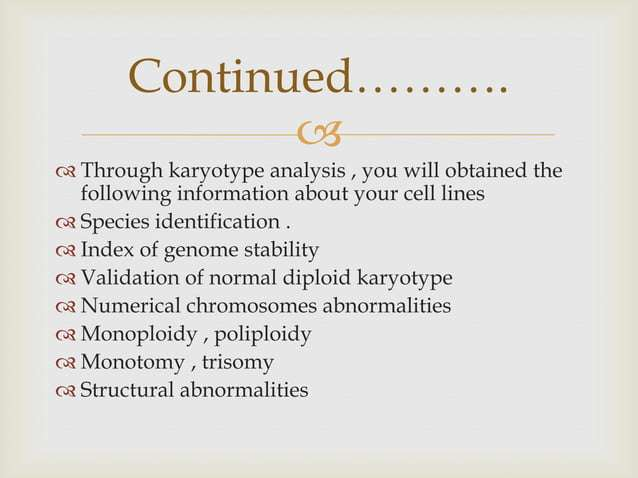 Continued……….
Through karyotype analysis , you will obtained the
following information about your cell lines
Species identification .
Index of genome stability
Validation of normal diploid karyotype
Numerical chromosomes abnormalities
Monoploidy , poliploidy
Monotomy , trisomy
Structural abnormalities